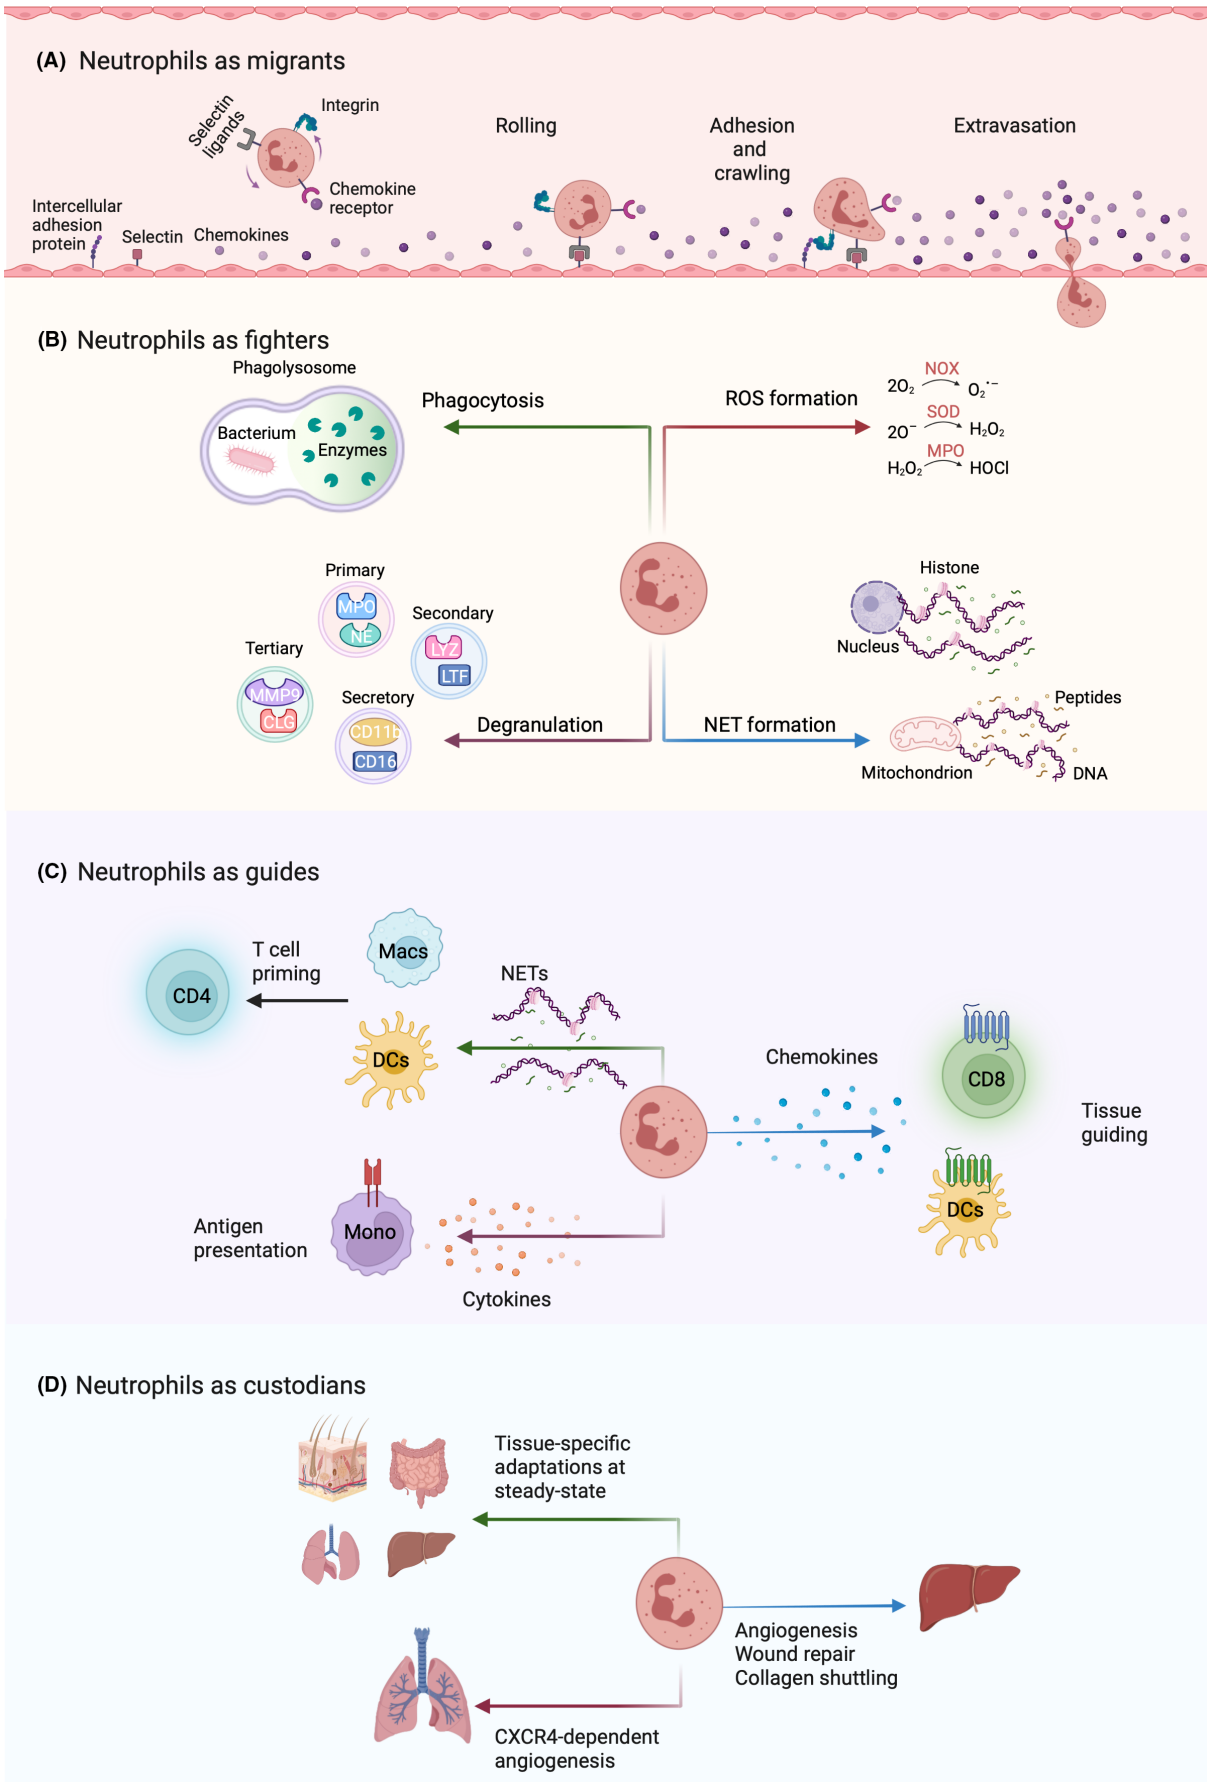 (A) Neutrophils as migrants
Selectin
ligands
Integrin
Chemokine
receptor
Intercellular
adhesion
protein
Selectin
Chemokines
Rolling
Adhesion
and
crawling
Extravasation
(B) Neutrophils as fighters
Phagolysosome
Bacterium
Enzymes
Phagocytosis
ROS formation
NOX
2O₂ O₂˙⁻
SOD
2O⁻ H₂O₂
MPO
H₂O₂ HOCl
Primary
MPO
NE
Secondary
LYZ
LTF
Tertiary
MMP9
CLG
Secretory
CD11b
CD16
Degranulation
NET formation
Histone
Nucleus
Peptides
Mitochondrion
DNA
(C) Neutrophils as guides
CD4
T cell
priming
Macs
DCs
NETs
Chemokines
CD8
Tissue
guiding
DCs
Antigen
presentation
Mono
Cytokines
(D) Neutrophils as custodians
Tissue-specific
adaptations at
steady-state
Angiogenesis
Wound repair
Collagen shuttling
CXCR4-dependent
angiogenesis